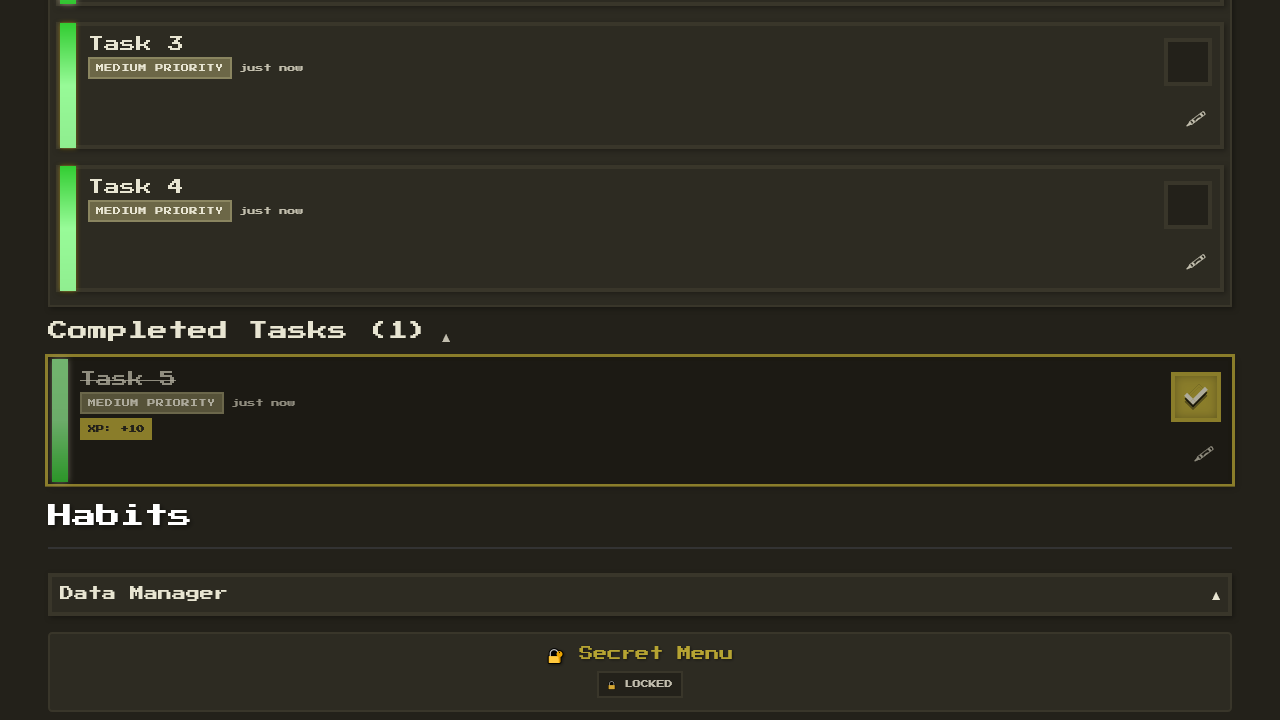 Task 3
MEDIUM PRIORITY just now
Task 4
MEDIUM PRIORITY just now
Completed Tasks (1) ▲
Task 5
MEDIUM PRIORITY just now
XP: +10
Habits
Data Manager ▲
Secret Menu
LOCKED